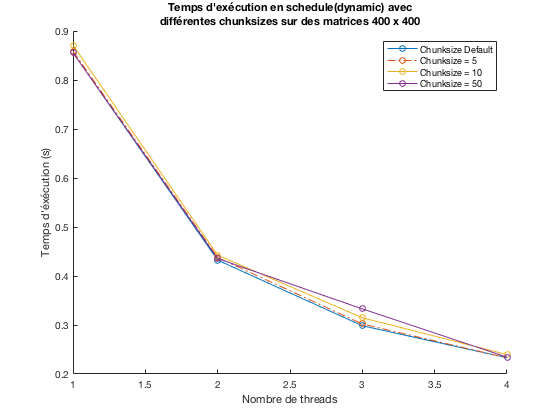 Temps d'exécution en schedule(dynamic) avec
différentes chunksizes sur des matrices 400 x 400
Chunksize Default
Chunksize = 5
Chunksize = 10
Chunksize = 50
Temps d'éxécution (s)
0.9
0.8
0.7
0.6
0.5
0.4
0.3
0.2
1
1.5
2
2.5
3
3.5
4
Nombre de threads